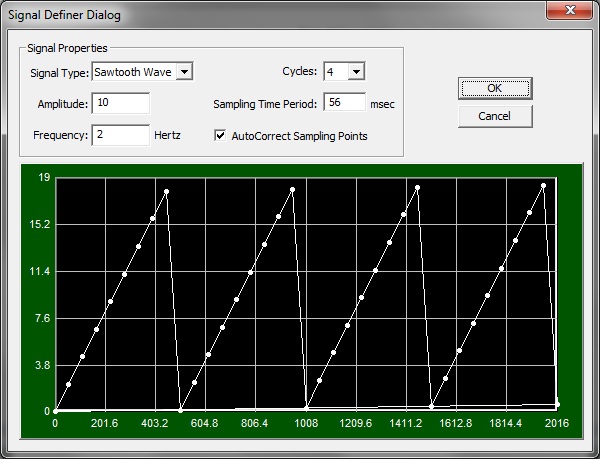 Signal Definer Dialog
Signal Properties
Signal Type: Sawtooth Wave
Cycles: 4
OK
Amplitude: 10
Sampling Time Period: 56 msec
Cancel
Frequency: 2 Hertz
AutoCorrect Sampling Points
19
15.2
11.4
7.6
3.8
0
0 201.6 403.2 604.8 806.4 1008 1209.6 1411.2 1612.8 1814.4 2016